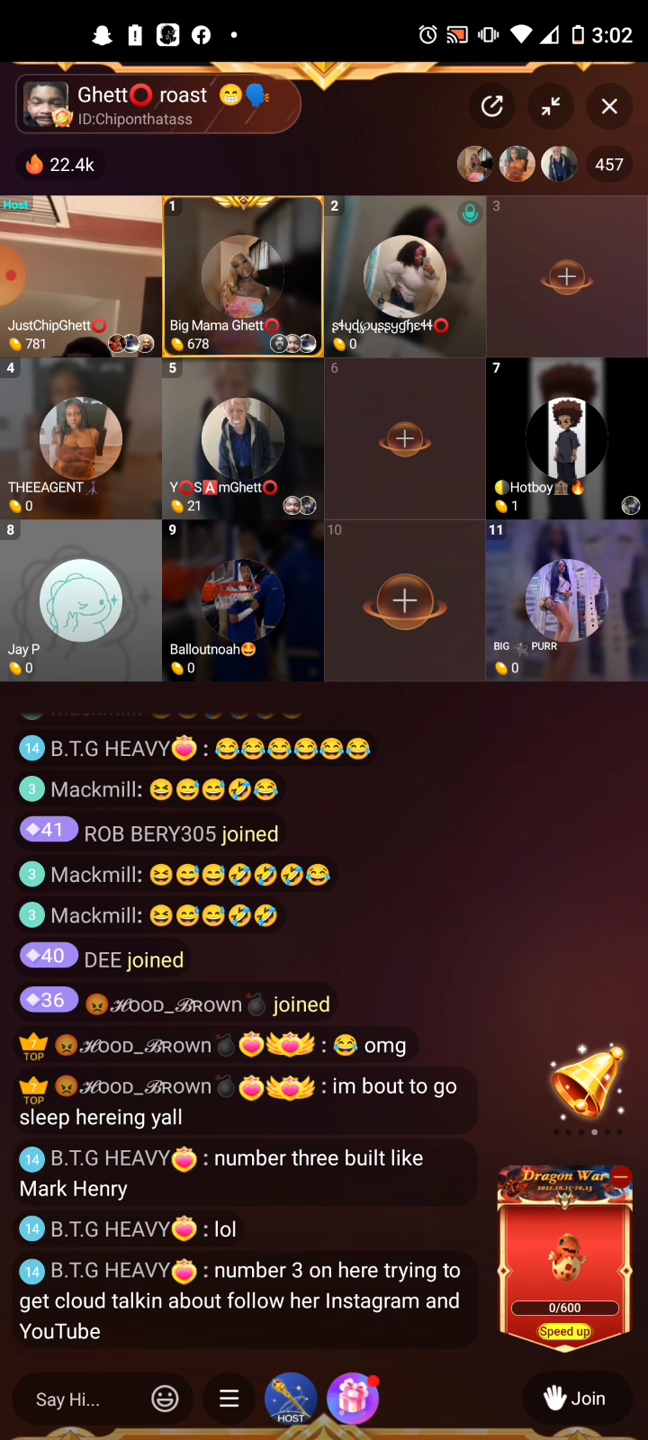 3:02
Ghett⭕ roast 😁🗣️
ID:Chiponthatass
22.4k
457
Host
JustChipGhett⭕
781
1
Big Mama Ghett⭕
678
2
0
3
4
THEEAGENT
0
5
Y⭕S🅰️mGhett⭕
21
6
7
Hotboy
1
8
Jay P
0
9
Balloutnoah🤩
0
10
11
BIG PURR
0
14 B.T.G HEAVY : 😂😂😂😂😂😂
3 Mackmill: 😆😅😅🤣😂
41 ROB BERY305 joined
3 Mackmill: 😆😅😅🤣🤣🤣😂
3 Mackmill: 😆😅😅🤣🤣
40 DEE joined
36 😡ℋOOD_ℬROWN💣 joined
7 TOP 😡ℋOOD_ℬROWN💣 : 😂 omg
7 TOP 😡ℋOOD_ℬROWN💣 : im bout to go
sleep hereing yall
14 B.T.G HEAVY : number three built like
Mark Henry
14 B.T.G HEAVY : lol
14 B.T.G HEAVY : number 3 on here trying to
get cloud talkin about follow her Instagram and
YouTube
Dragon War
2021.10.15-10.23
0/600
Speed up
Say Hi...
HOST
Join